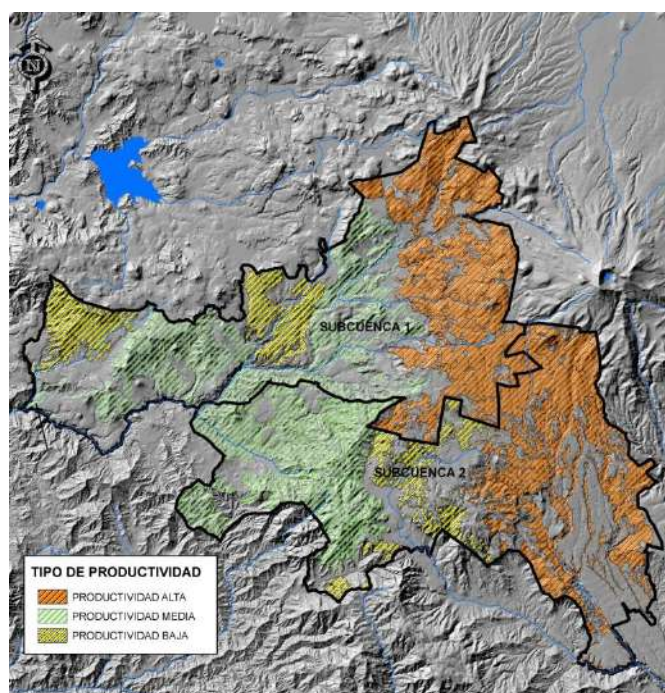 N
SUBCUENCA 1
SUBCUENCA 2
TIPO DE PRODUCTIVIDAD
PRODUCTIVIDAD ALTA
PRODUCTIVIDAD MEDIA
PRODUCTIVIDAD BAJA